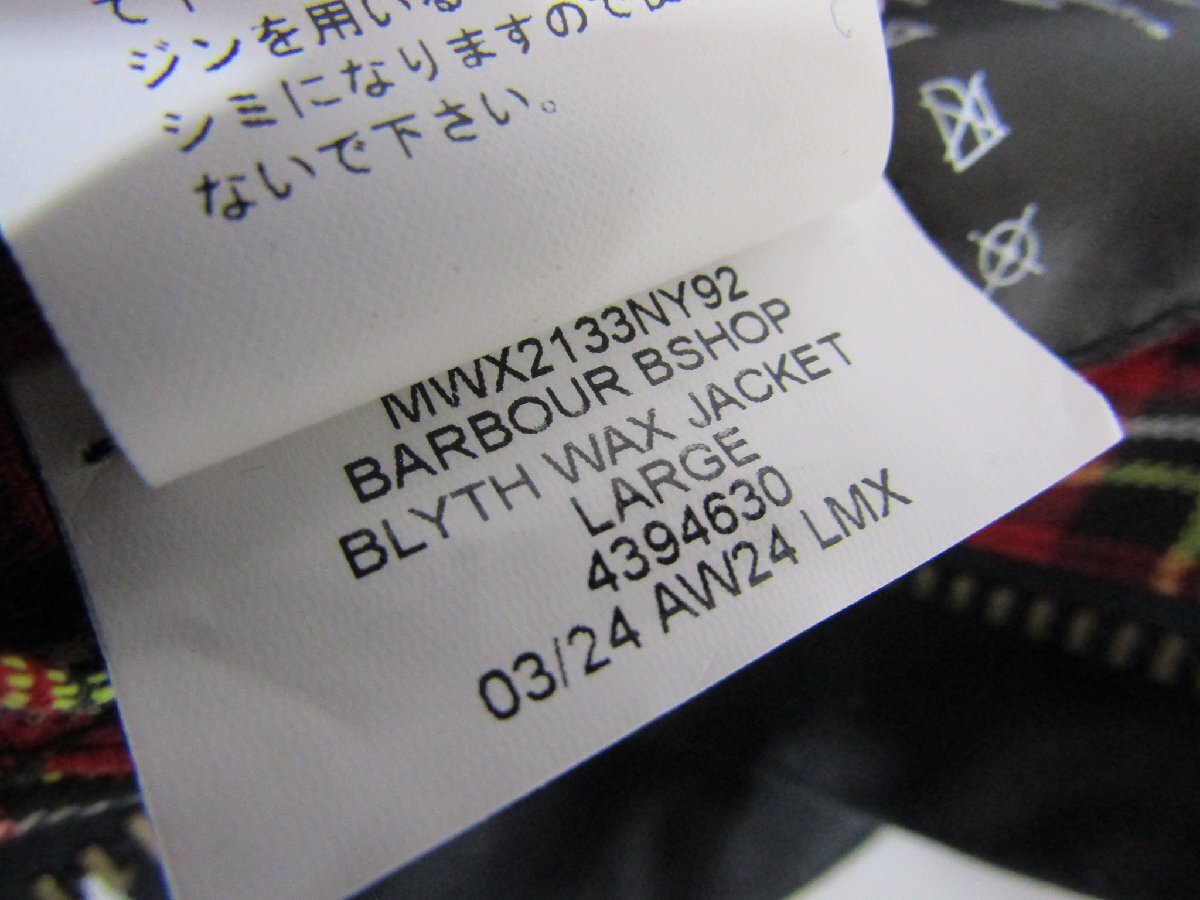 ジンを用いる
シミになりますので
ないで下さい。
MWX2133NY92
BARBOUR BSHOP
BLYTH WAX JACKET
LARGE
4394630
03/24 AW24 LMX